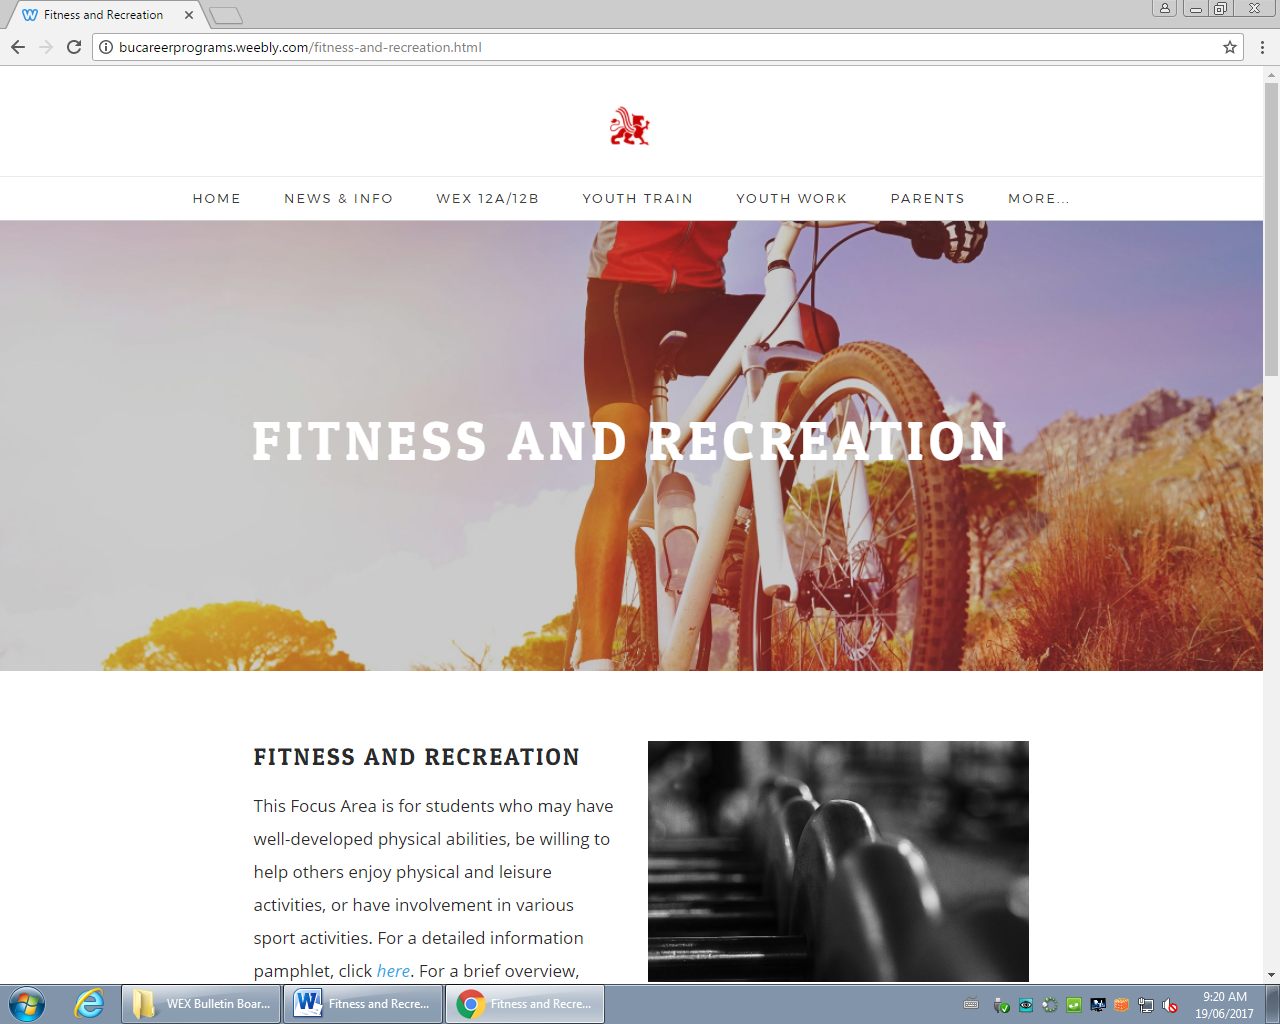 Fitness and Recreation
bucareerprograms.weebly.com/fitness-and-recreation.html
HOME NEWS & INFO WEX 12A/12B YOUTH TRAIN YOUTH WORK PARENTS MORE...
FITNESS AND RECREATION
FITNESS AND RECREATION
This Focus Area is for students who may have
well-developed physical abilities, be willing to
help others enjoy physical and leisure
activities, or have involvement in various
sport activities. For a detailed information
pamphlet, click here. For a brief overview,
WEX Bulletin Boar... Fitness and Recre... Fitness and Recre...
9:20 AM
19/06/2017